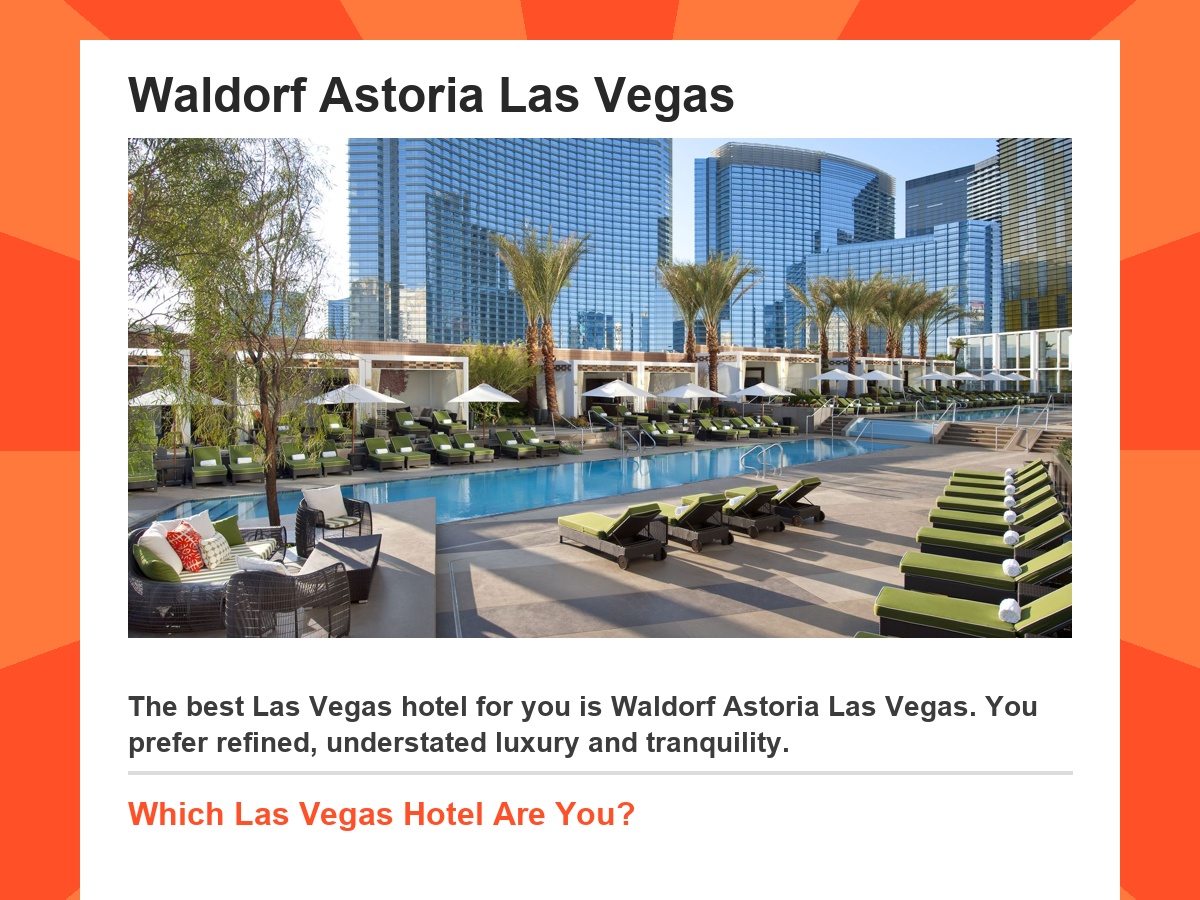 Waldorf Astoria Las Vegas
The best Las Vegas hotel for you is Waldorf Astoria Las Vegas. You
prefer refined, understated luxury and tranquility.
Which Las Vegas Hotel Are You?